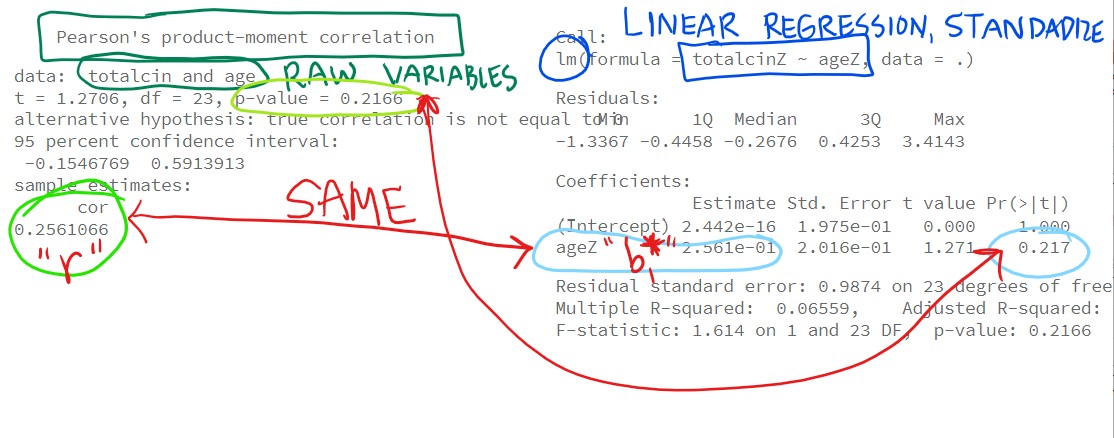 Pearson's product-moment correlation
data: totalcin and age RAW VARIABLES
t = 1.2706, df = 23, p-value = 0.2166
alternative hypothesis: true correlation is not equal to 0
95 percent confidence interval:
-0.1546769 0.5913913
sample estimates:
cor
0.2561066
"r"
SAME
LINEAR REGRESSION, STANDADIZE
Call:
lm(formula = totalcinZ ~ ageZ, data = .)
Residuals:
Min 1Q Median 3Q Max
-1.3367 -0.4458 -0.2676 0.4253 3.4143
Coefficients:
Estimate Std. Error t value Pr(>|t|)
(Intercept) 2.442e-16 1.975e-01 0.000 1.000
ageZ "b₁*" 2.561e-01 2.016e-01 1.271 0.217
Residual standard error: 0.9874 on 23 degrees of free
Multiple R-squared: 0.06559, Adjusted R-squared:
F-statistic: 1.614 on 1 and 23 DF, p-value: 0.2166